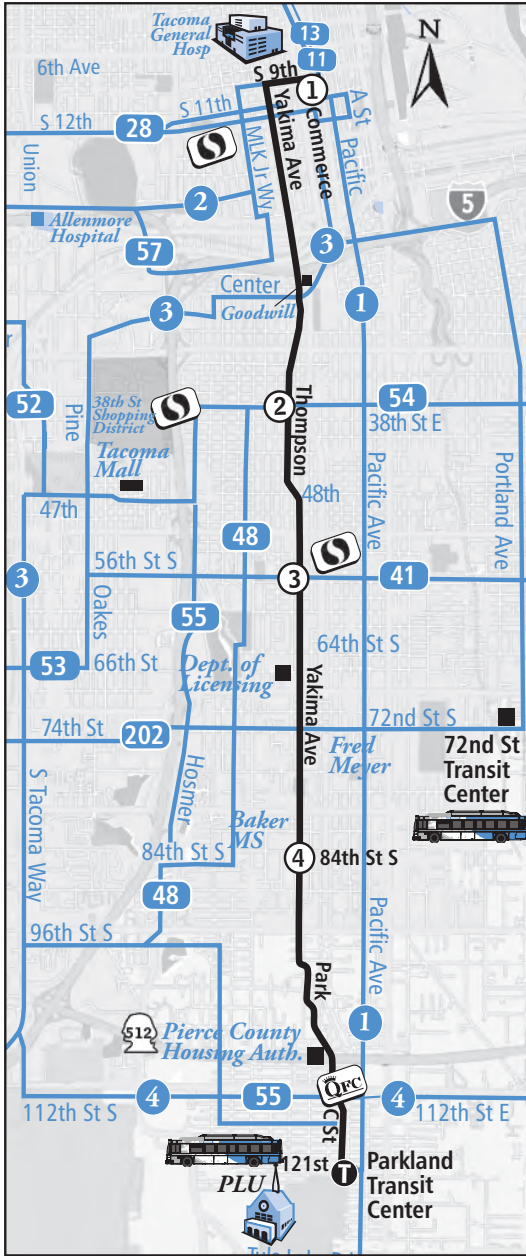 Tacoma
General
Hosp
13
11
N
6th Ave
S 9th
1
S 11th
A St
S 12th
28
Yakima Ave
Commerce
Pacific
MLK Jr Wy
Union
2
5
Allenmore
Hospital
57
3
Center
Goodwill
3
1
52
Pine
38th St
Shopping
District
2
54
38th St E
Thompson
Tacoma
Mall
Pacific Ave
Portland Ave
47th
48th
48
3
56th St S
3
41
Oakes
55
64th St S
53
66th St
Dept. of
Licensing
Yakima Ave
74th St
202
72nd St S
Fred
Meyer
72nd St
Transit
Center
S Tacoma Way
Hosmer
Baker
MS
84th St S
4
84th St S
48
Pacific Ave
96th St S
Park
512
Pierce County
Housing Auth.
1
QFC
112th St S
4
55
4
112th St E
C St
121st
T
Parkland
Transit
Center
PLU